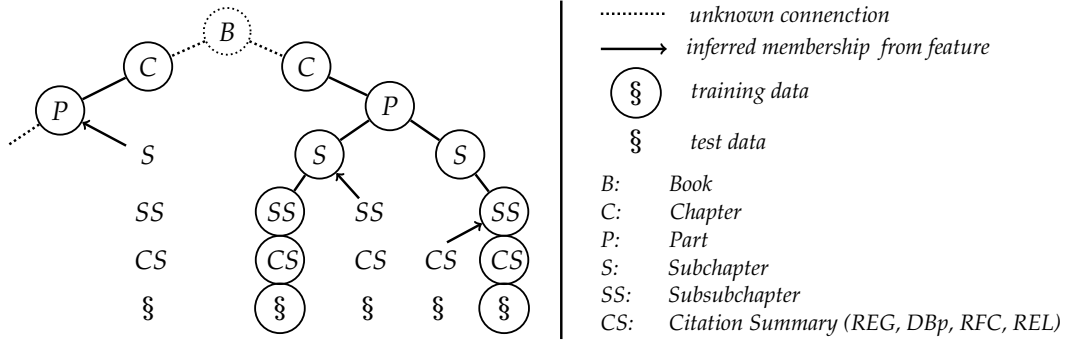 B
C C
P P
S S S
SS SS SS SS
CS CS CS CS CS
§ § § § §
unknown connenction
inferred membership from feature
§ training data
§ test data
B: Book
C: Chapter
P: Part
S: Subchapter
SS: Subsubchapter
CS: Citation Summary (REG, DBp, RFC, REL)